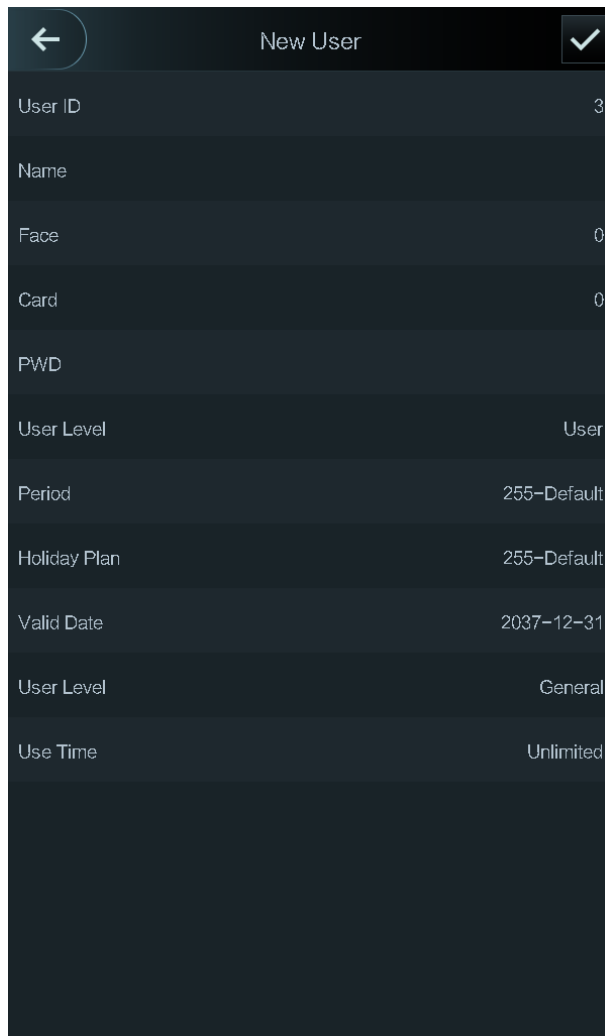 New User
User ID 3
Name
Face 0
Card 0
PWD
User Level User
Period 255-Default
Holiday Plan 255-Default
Valid Date 2037-12-31
User Level General
Use Time Unlimited